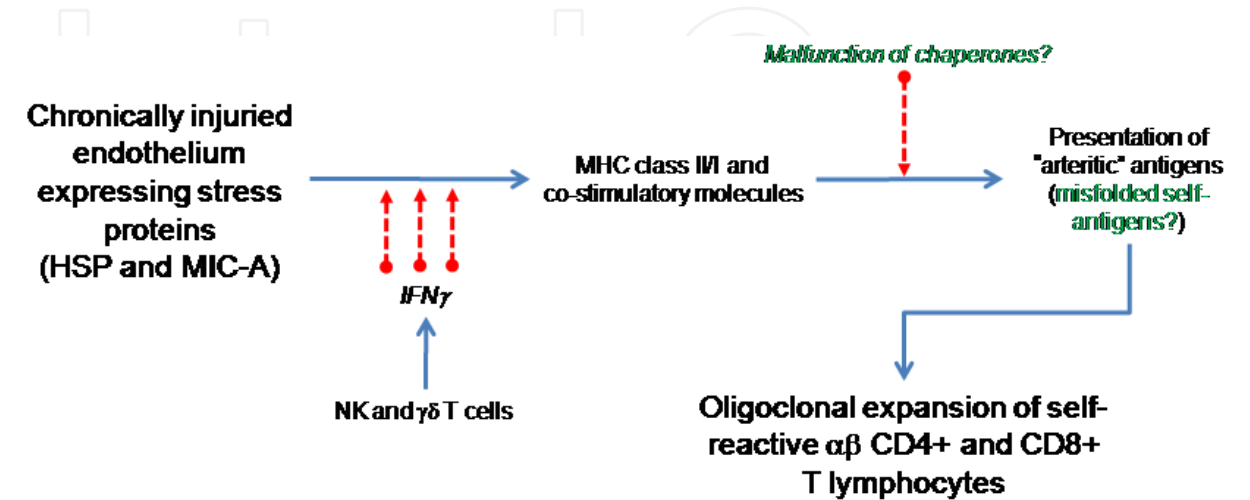 Malfunction of chaperones?
Chronically injuried
endothelium
expressing stress
proteins
(HSP and MIC-A)
MHC class II/I and
co-stimulatory molecules
Presentation of
"arteritic" antigens
(misfolded self-
antigens?)
IFNγ
NK and γδ T cells
Oligoclonal expansion of self-
reactive αβ CD4+ and CD8+
T lymphocytes